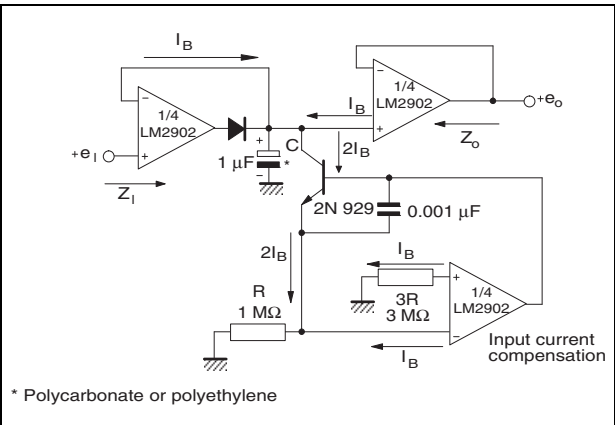 I_B
1/4
LM2902
+e_I
Z_I
+
−
1 µF
*
C
I_B
2I_B
1/4
LM2902
+e_o
Z_o
2N 929
0.001 µF
2I_B
R
1 MΩ
I_B
3R
3 MΩ
1/4
LM2902
I_B
Input current
compensation
* Polycarbonate or polyethylene